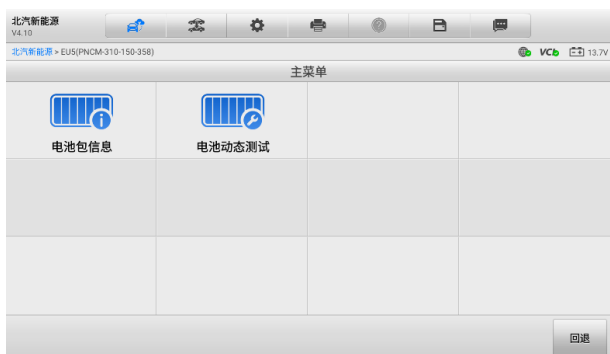 北汽新能源
V4.10
北汽新能源 > EU5(PNCM-310-150-358)
VCb
13.7V
主菜单
电池包信息
电池动态测试
回退